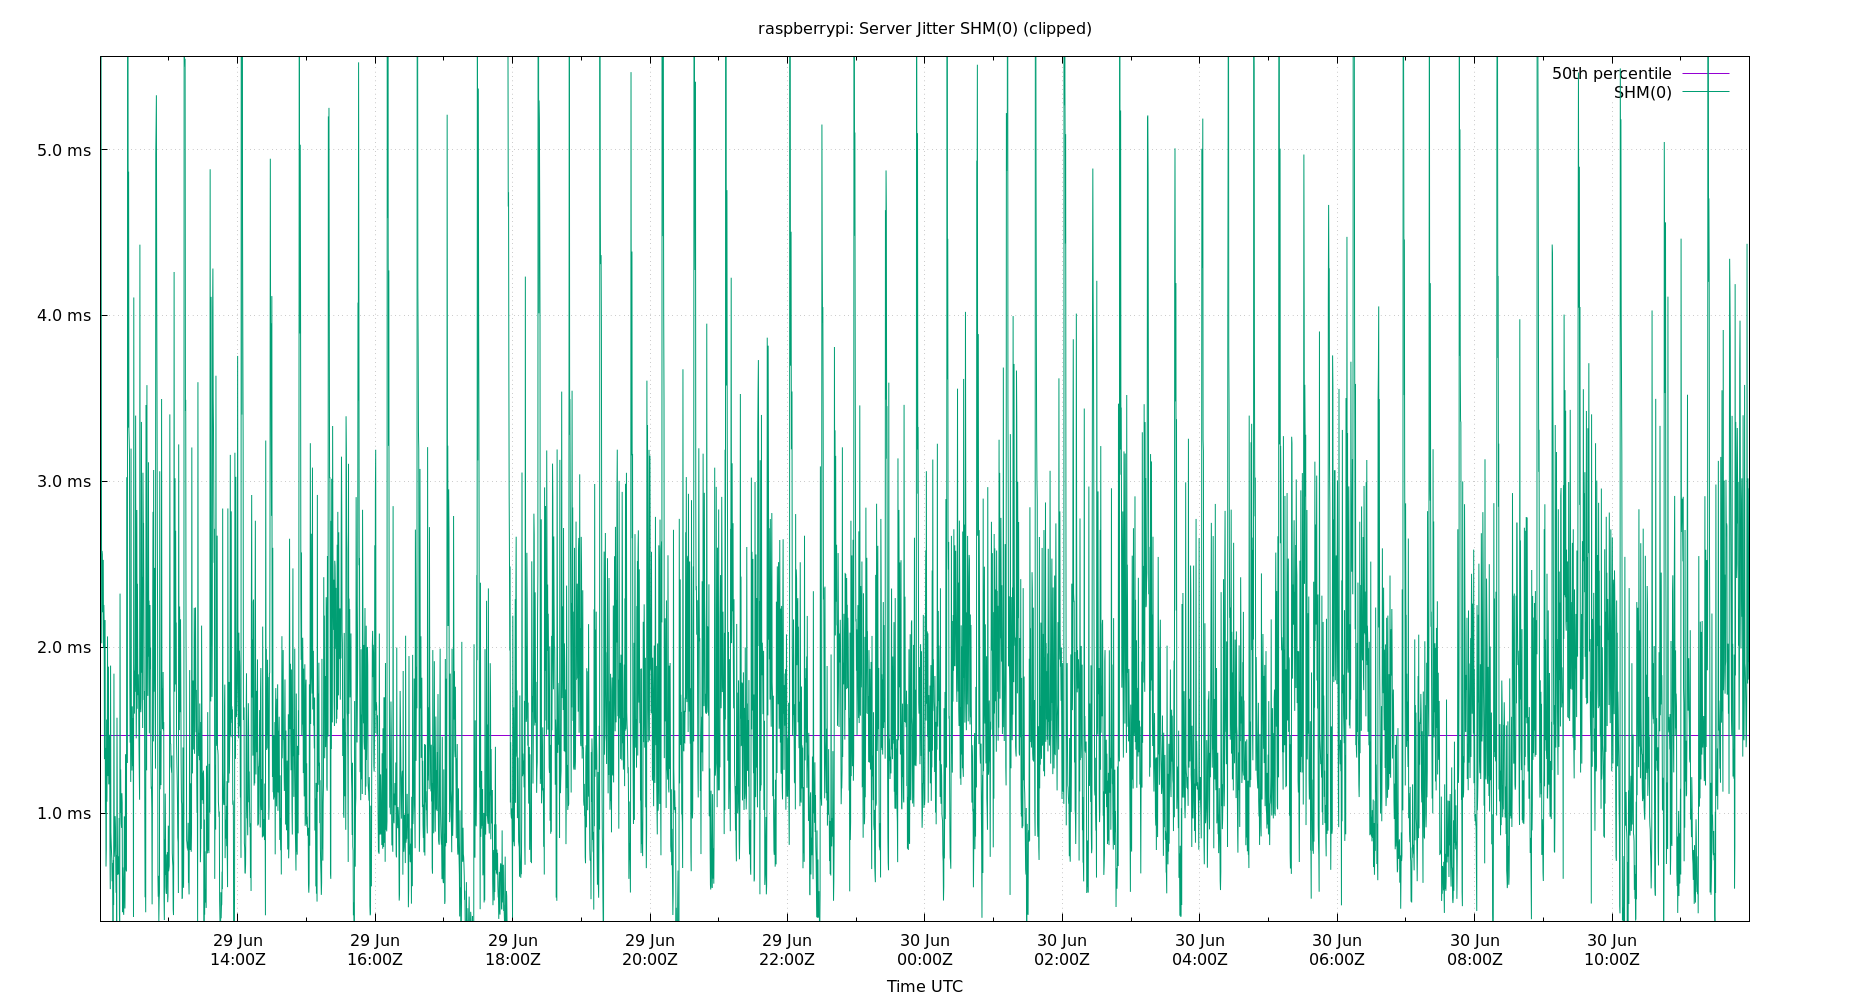 raspberrypi: Server Jitter SHM(0) (clipped)
50th percentile
SHM(0)
5.0 ms
4.0 ms
3.0 ms
2.0 ms
1.0 ms
29 Jun 29 Jun 29 Jun 29 Jun 29 Jun 30 Jun 30 Jun 30 Jun 30 Jun 30 Jun 30 Jun
14:00Z 16:00Z 18:00Z 20:00Z 22:00Z 00:00Z 02:00Z 04:00Z 06:00Z 08:00Z 10:00Z
Time UTC